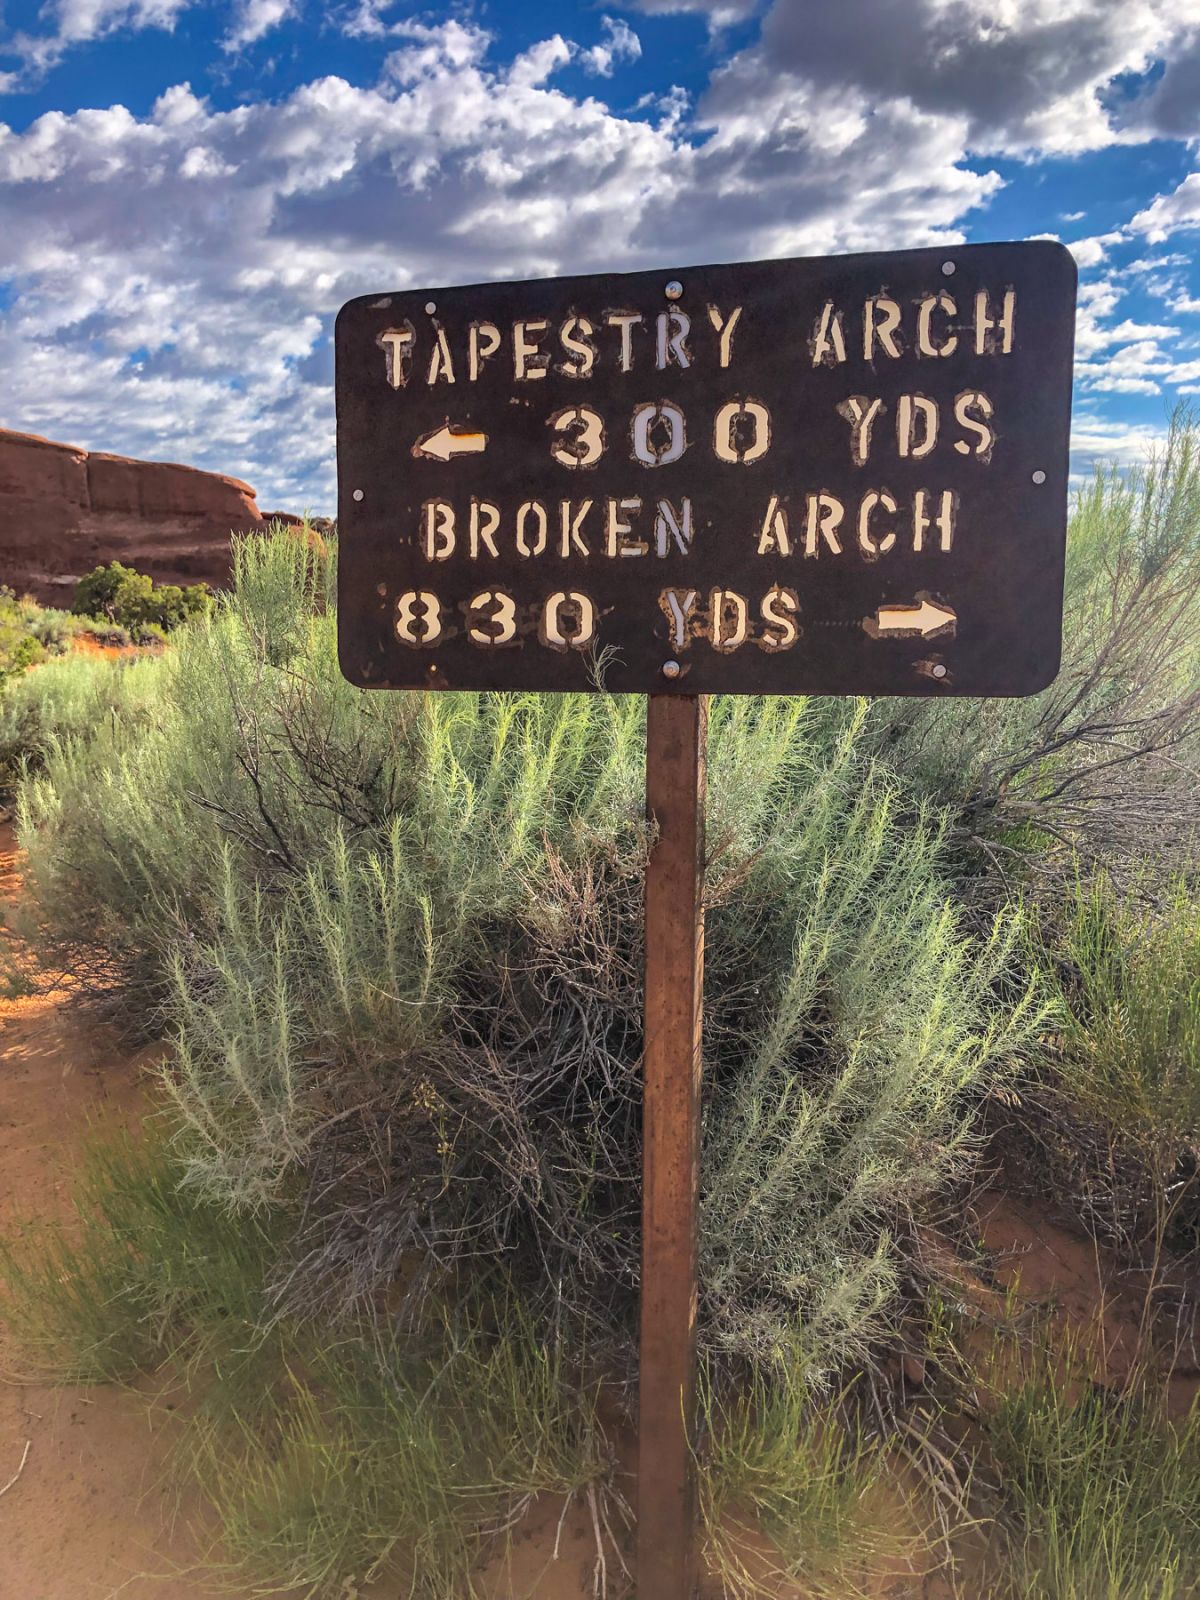 TAPESTRY ARCH
← 300 YDS
BROKEN ARCH
830 YDS →